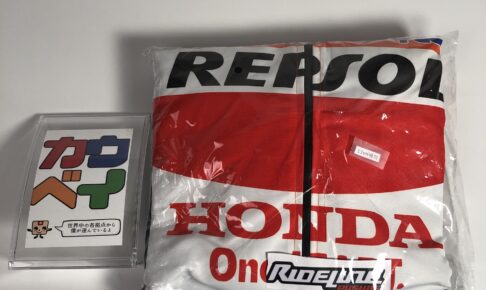 カウ
ベイ
世界中の各拠点から
僕が運んでいるよ
REPSOL
HONDA
One
T.